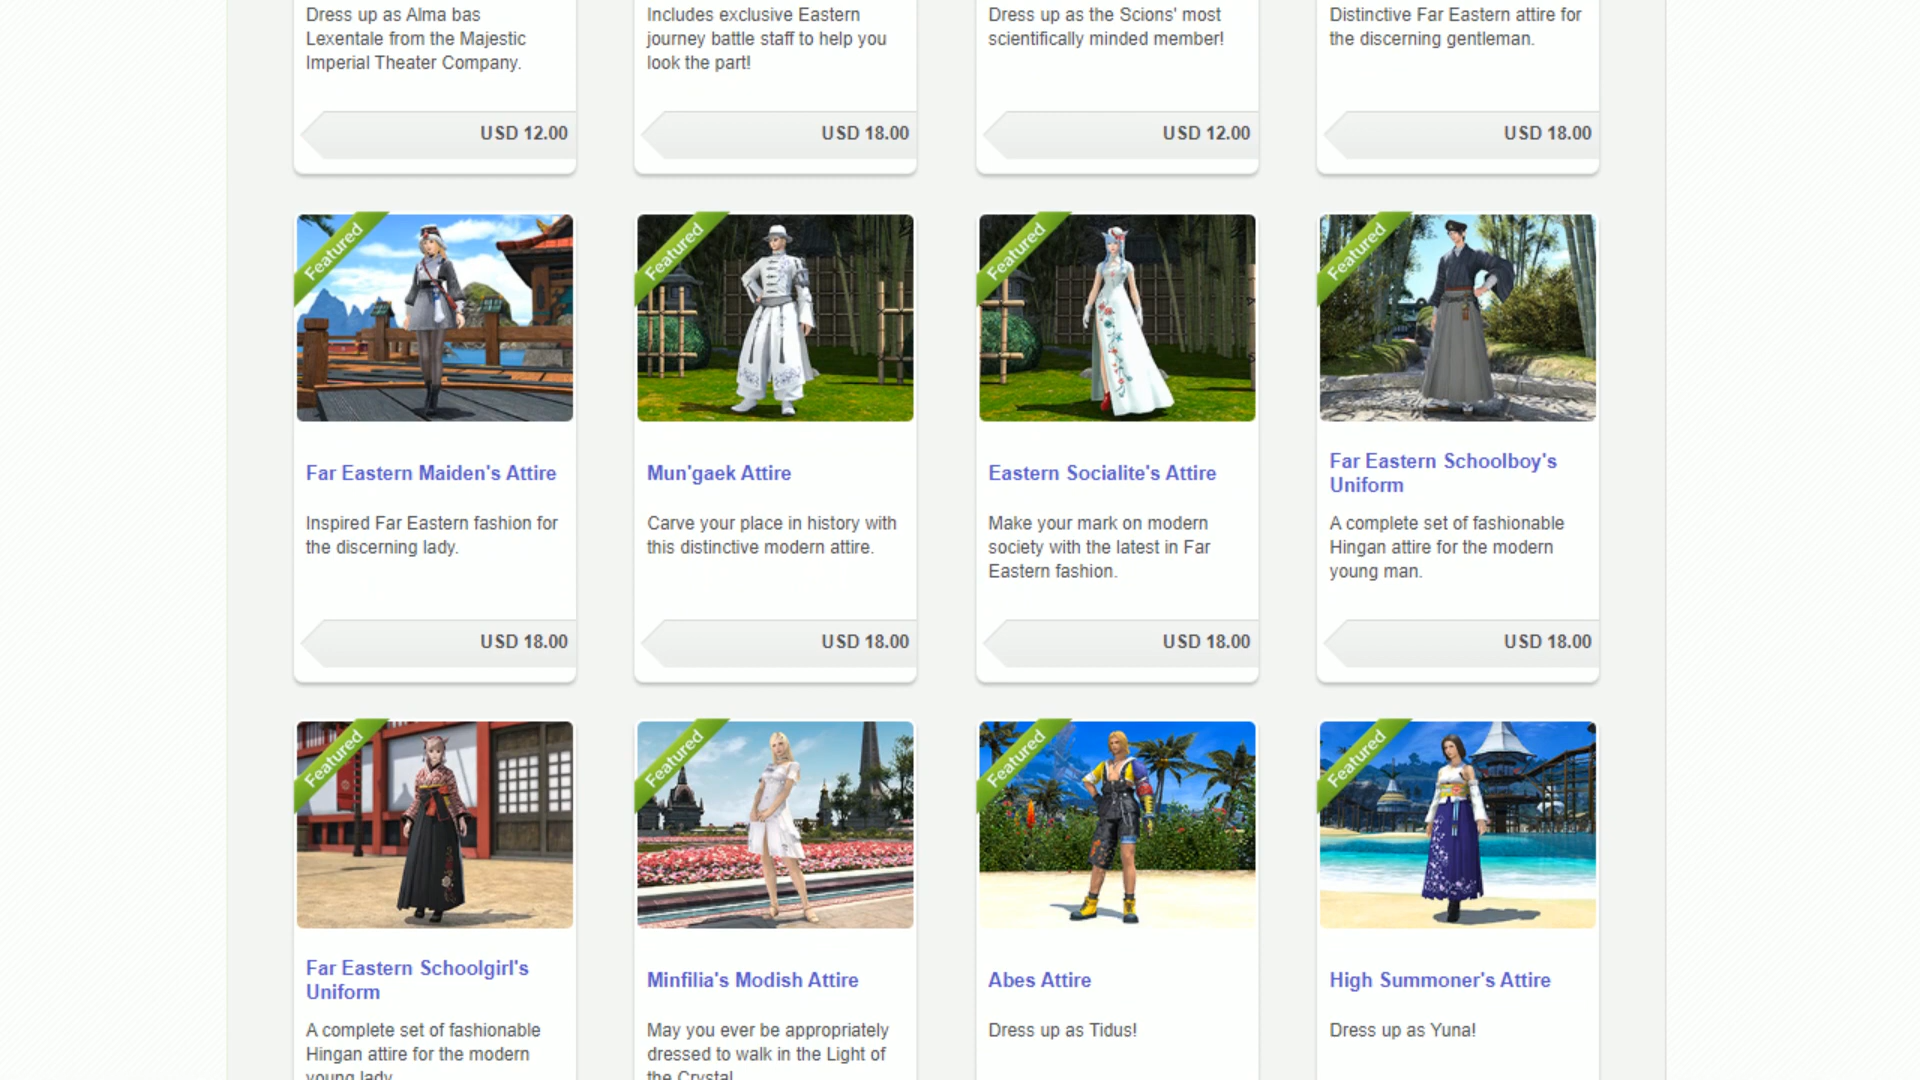 Dress up as Alma bas
Lexentale from the Majestic
Imperial Theater Company.
USD 12.00
Includes exclusive Eastern
journey battle staff to help you
look the part!
USD 18.00
Dress up as the Scions' most
scientifically minded member!
USD 12.00
Distinctive Far Eastern attire for
the discerning gentleman.
USD 18.00
Featured
Far Eastern Maiden's Attire
Inspired Far Eastern fashion for
the discerning lady.
USD 18.00
Featured
Mun'gaek Attire
Carve your place in history with
this distinctive modern attire.
USD 18.00
Featured
Eastern Socialite's Attire
Make your mark on modern
society with the latest in Far
Eastern fashion.
USD 18.00
Featured
Far Eastern Schoolboy's
Uniform
A complete set of fashionable
Hingan attire for the modern
young man.
USD 18.00
Featured
Far Eastern Schoolgirl's
Uniform
A complete set of fashionable
Hingan attire for the modern
young lady.
Featured
Minfilia's Modish Attire
May you ever be appropriately
dressed to walk in the Light of
the Crystal.
Featured
Abes Attire
Dress up as Tidus!
Featured
High Summoner's Attire
Dress up as Yuna!